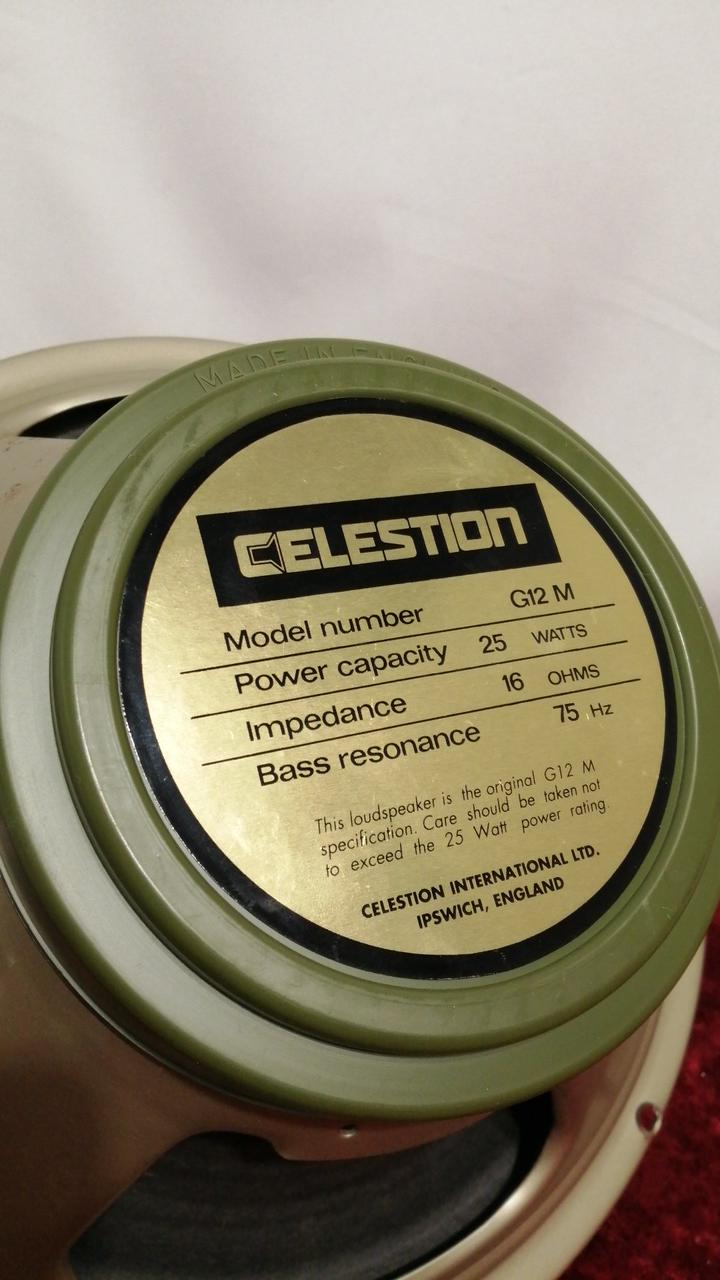 MADE IN ENGLAND
CELESTION
Model number G12 M
Power capacity 25 WATTS
Impedance 16 OHMS
Bass resonance 75 Hz
This loudspeaker is the original G12 M
specification. Care should be taken not
to exceed the 25 Watt power rating.
CELESTION INTERNATIONAL LTD.
IPSWICH, ENGLAND